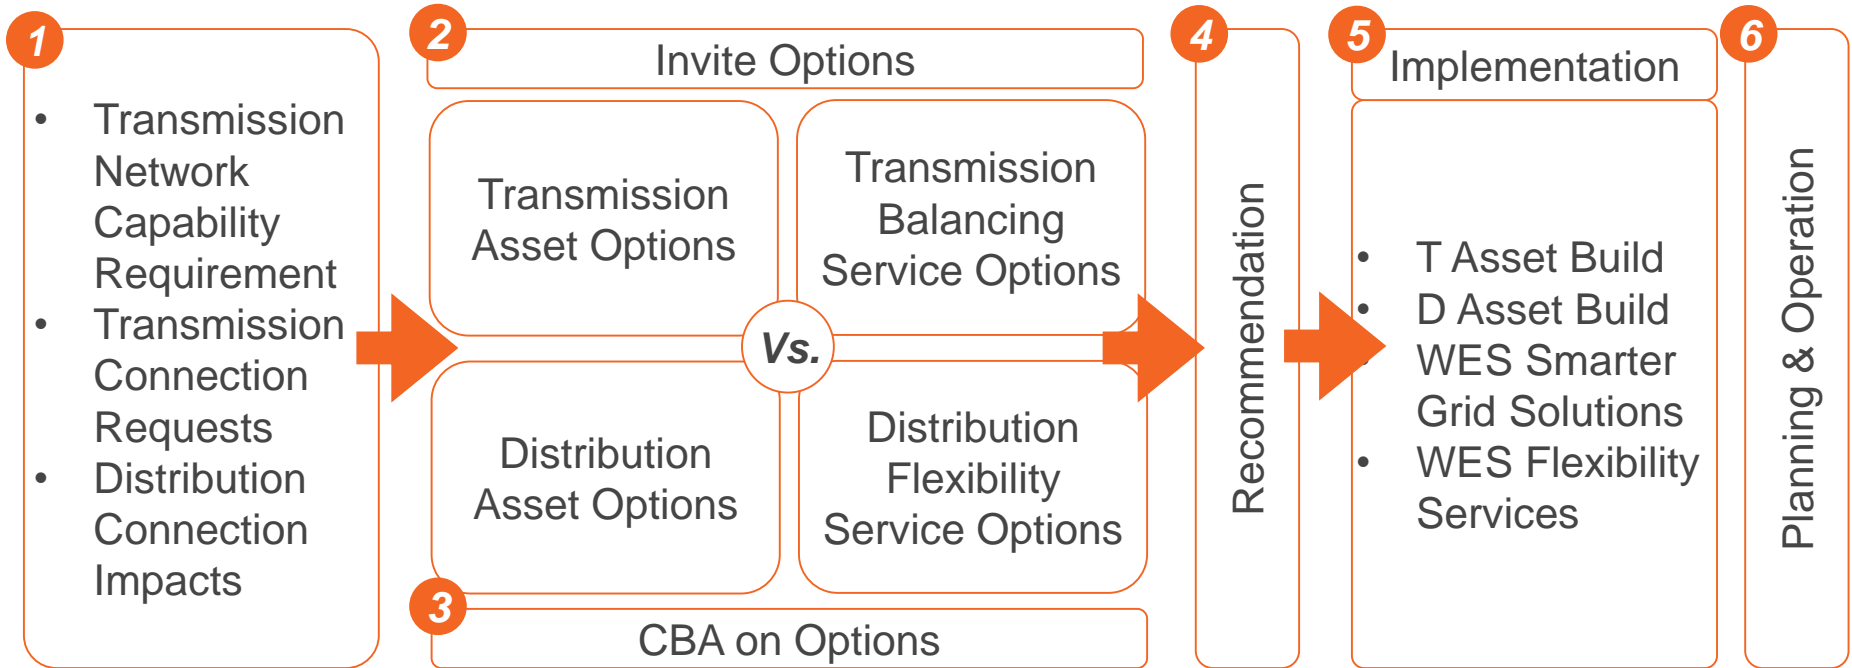 1
• Transmission
Network
Capability
Requirement
• Transmission
Connection
Requests
• Distribution
Connection
Impacts
2
Invite Options
Transmission
Asset Options
Transmission
Balancing
Service Options
Vs.
Distribution
Asset Options
Distribution
Flexibility
Service Options
3
CBA on Options
4
Recommendation
5
Implementation
• T Asset Build
• D Asset Build
• WES Smarter
Grid Solutions
• WES Flexibility
Services
6
Planning & Operation